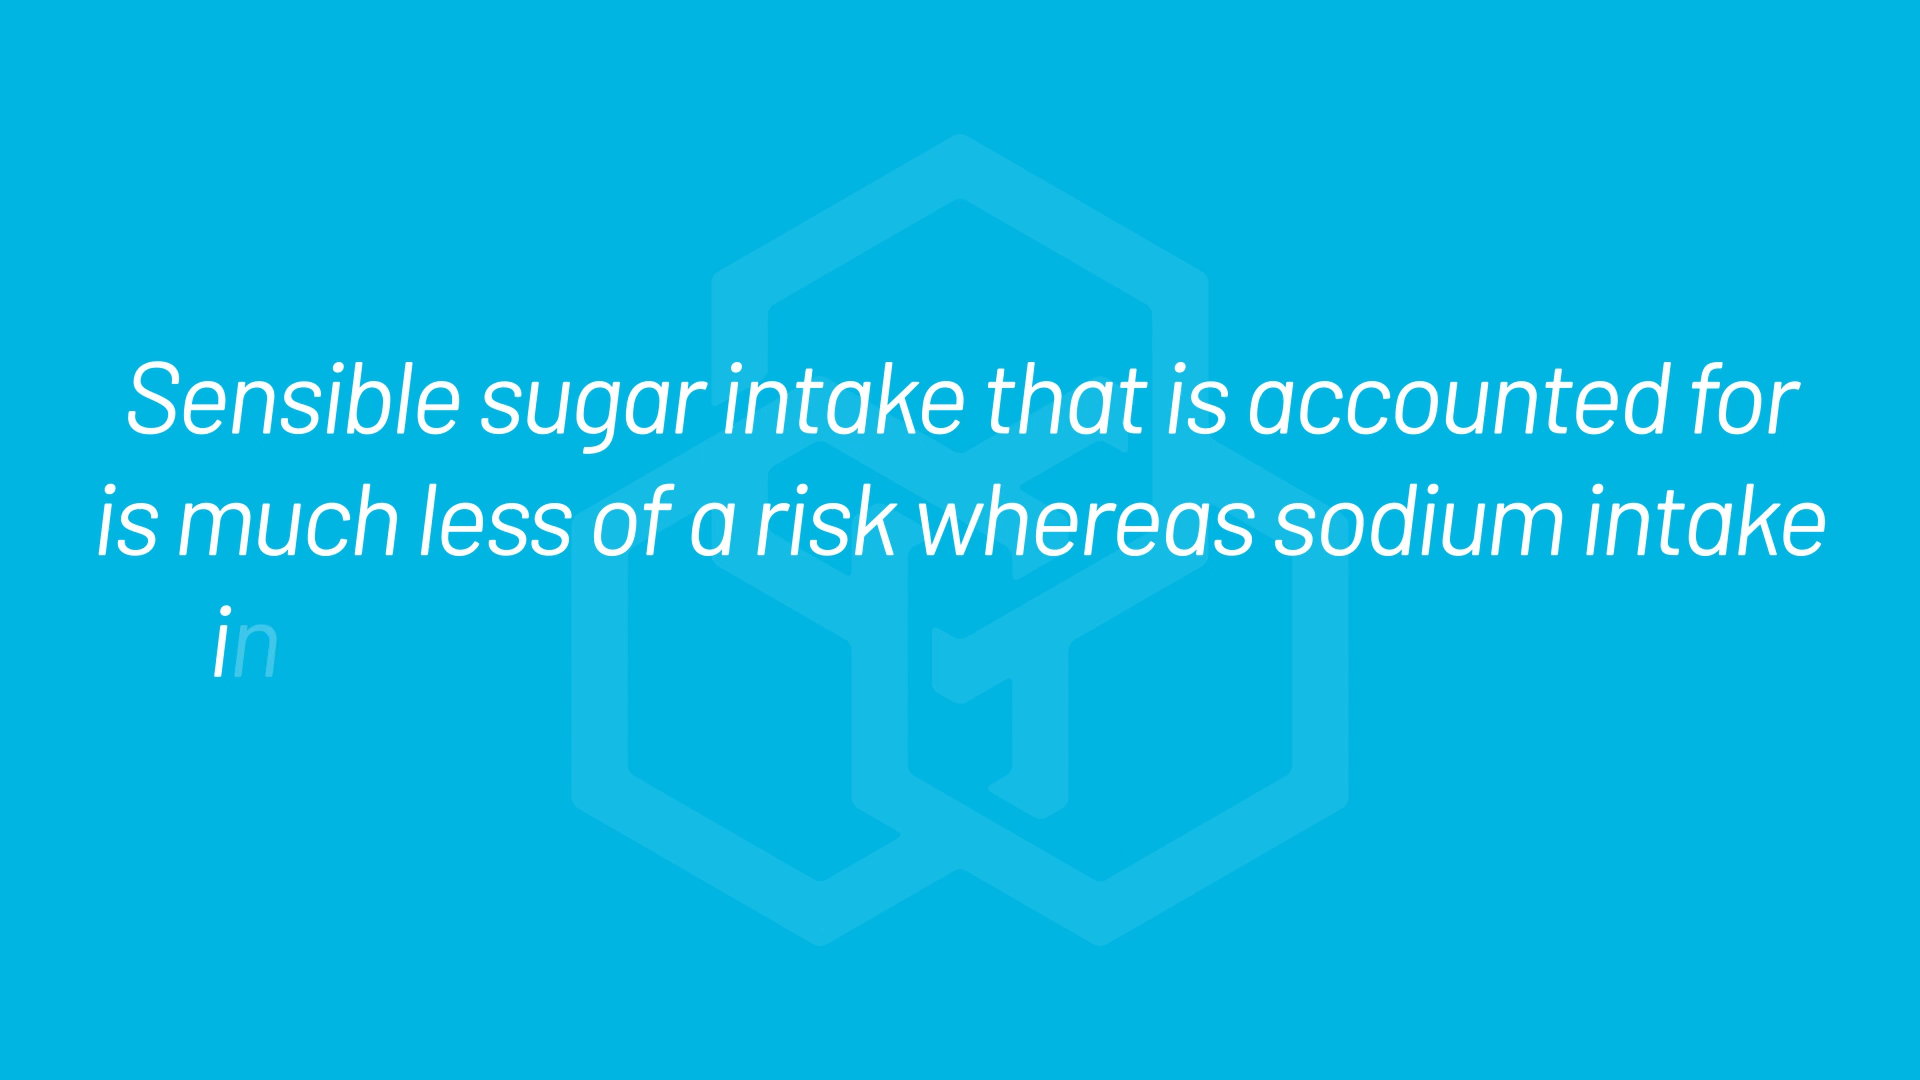 Sensible sugar intake that is accounted for
is much less of a risk whereas sodium intake
in